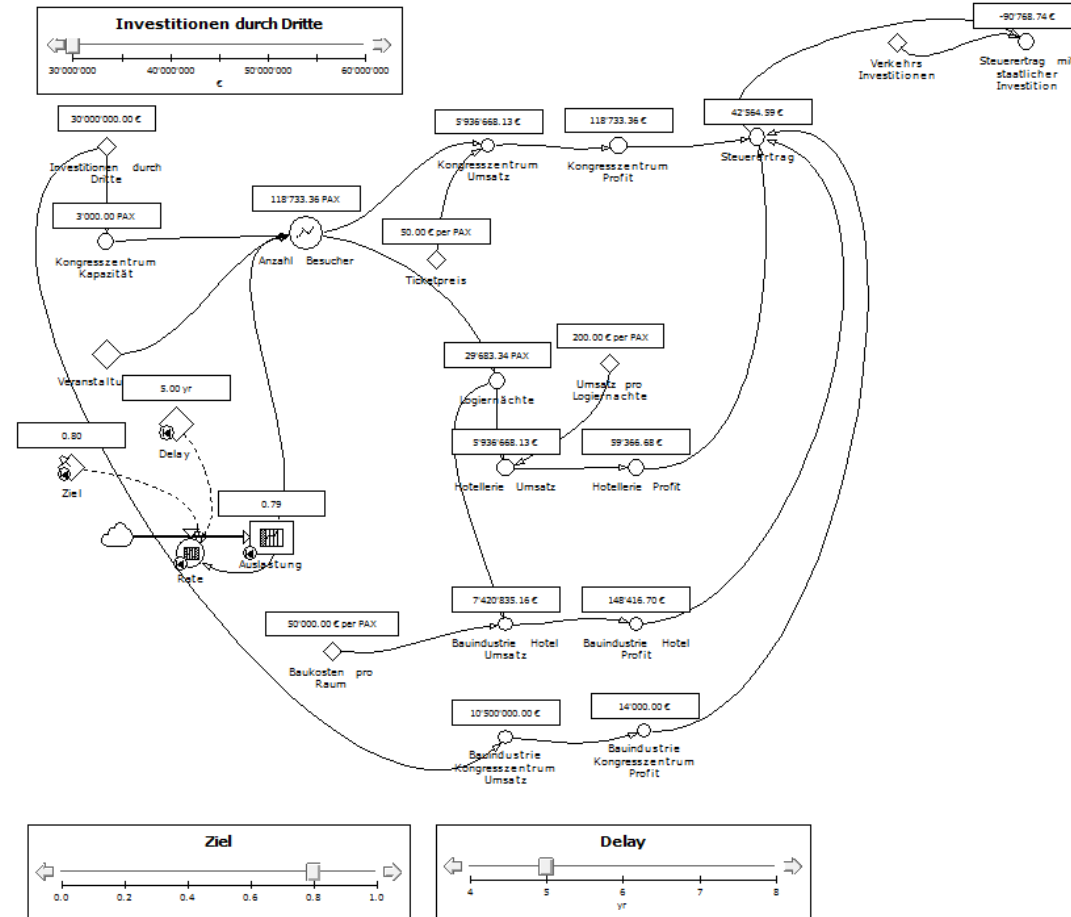 Investitionen durch Dritte
30'000'000 40'000'000 50'000'000 60'000'000
€
-90'768.74 €
Verkehrs
Investitionen
Steuerertrag mit
staatlicher
Investition
30'000'000.00 €
Investitionen durch
Dritte
5'936'668.13 €
Kongresszentrum
Umsatz
118'733.36 €
Kongresszentrum
Profit
42'564.59 €
Steuerertrag
3'000.00 PAX
Kongresszentrum
Kapazität
118'733.36 PAX
Anzahl Besucher
50.00 € per PAX
Ticketpreis
Veranstaltu
5.00 yr
Delay
0.80
Ziel
29'683.34 PAX
Logiernächte
200.00 € per PAX
Umsatz pro
Logiernachte
5'936'668.13 €
Hotellerie Umsatz
59'366.68 €
Hotellerie Profit
0.79
Auslastung
Rate
7'420'835.16 €
Bauindustrie Hotel
Umsatz
148'416.70 €
Bauindustrie Hotel
Profit
50'000.00 € per PAX
Baukosten pro
Raum
10'500'000.00 €
Bauindustrie
Kongresszentrum
Umsatz
14'000.00 €
Bauindustrie
Kongresszentrum
Profit
Ziel
0.0 0.2 0.4 0.6 0.8 1.0
Delay
4 5 6 7 8
yr